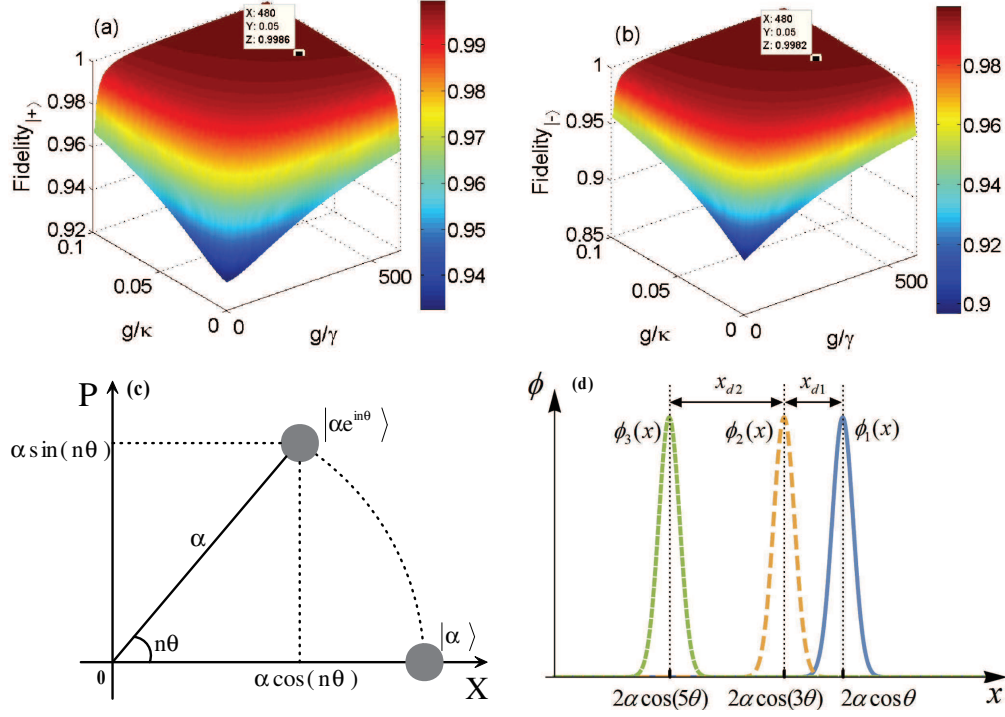 (a)
X: 480
Y: 0.05
Z: 0.9986
Fidelity|+⟩
1
0.98
0.96
0.94
0.92
0.1
0.05
0
0
500
g/κ
g/γ
0.99
0.98
0.97
0.96
0.95
0.94
(b)
X: 480
Y: 0.05
Z: 0.9982
Fidelity|-⟩
1
0.95
0.9
0.85
0.1
0.05
0
0
500
g/κ
g/γ
0.98
0.96
0.94
0.92
0.9
P
(c)
|αe^{inθ}⟩
α sin(nθ)
α
nθ
|α⟩
0
α cos(nθ)
X
ϕ
(d)
x_{d2}
x_{d1}
ϕ₃(x)
ϕ₂(x)
ϕ₁(x)
2α cos(5θ)
2α cos(3θ)
2α cosθ
x